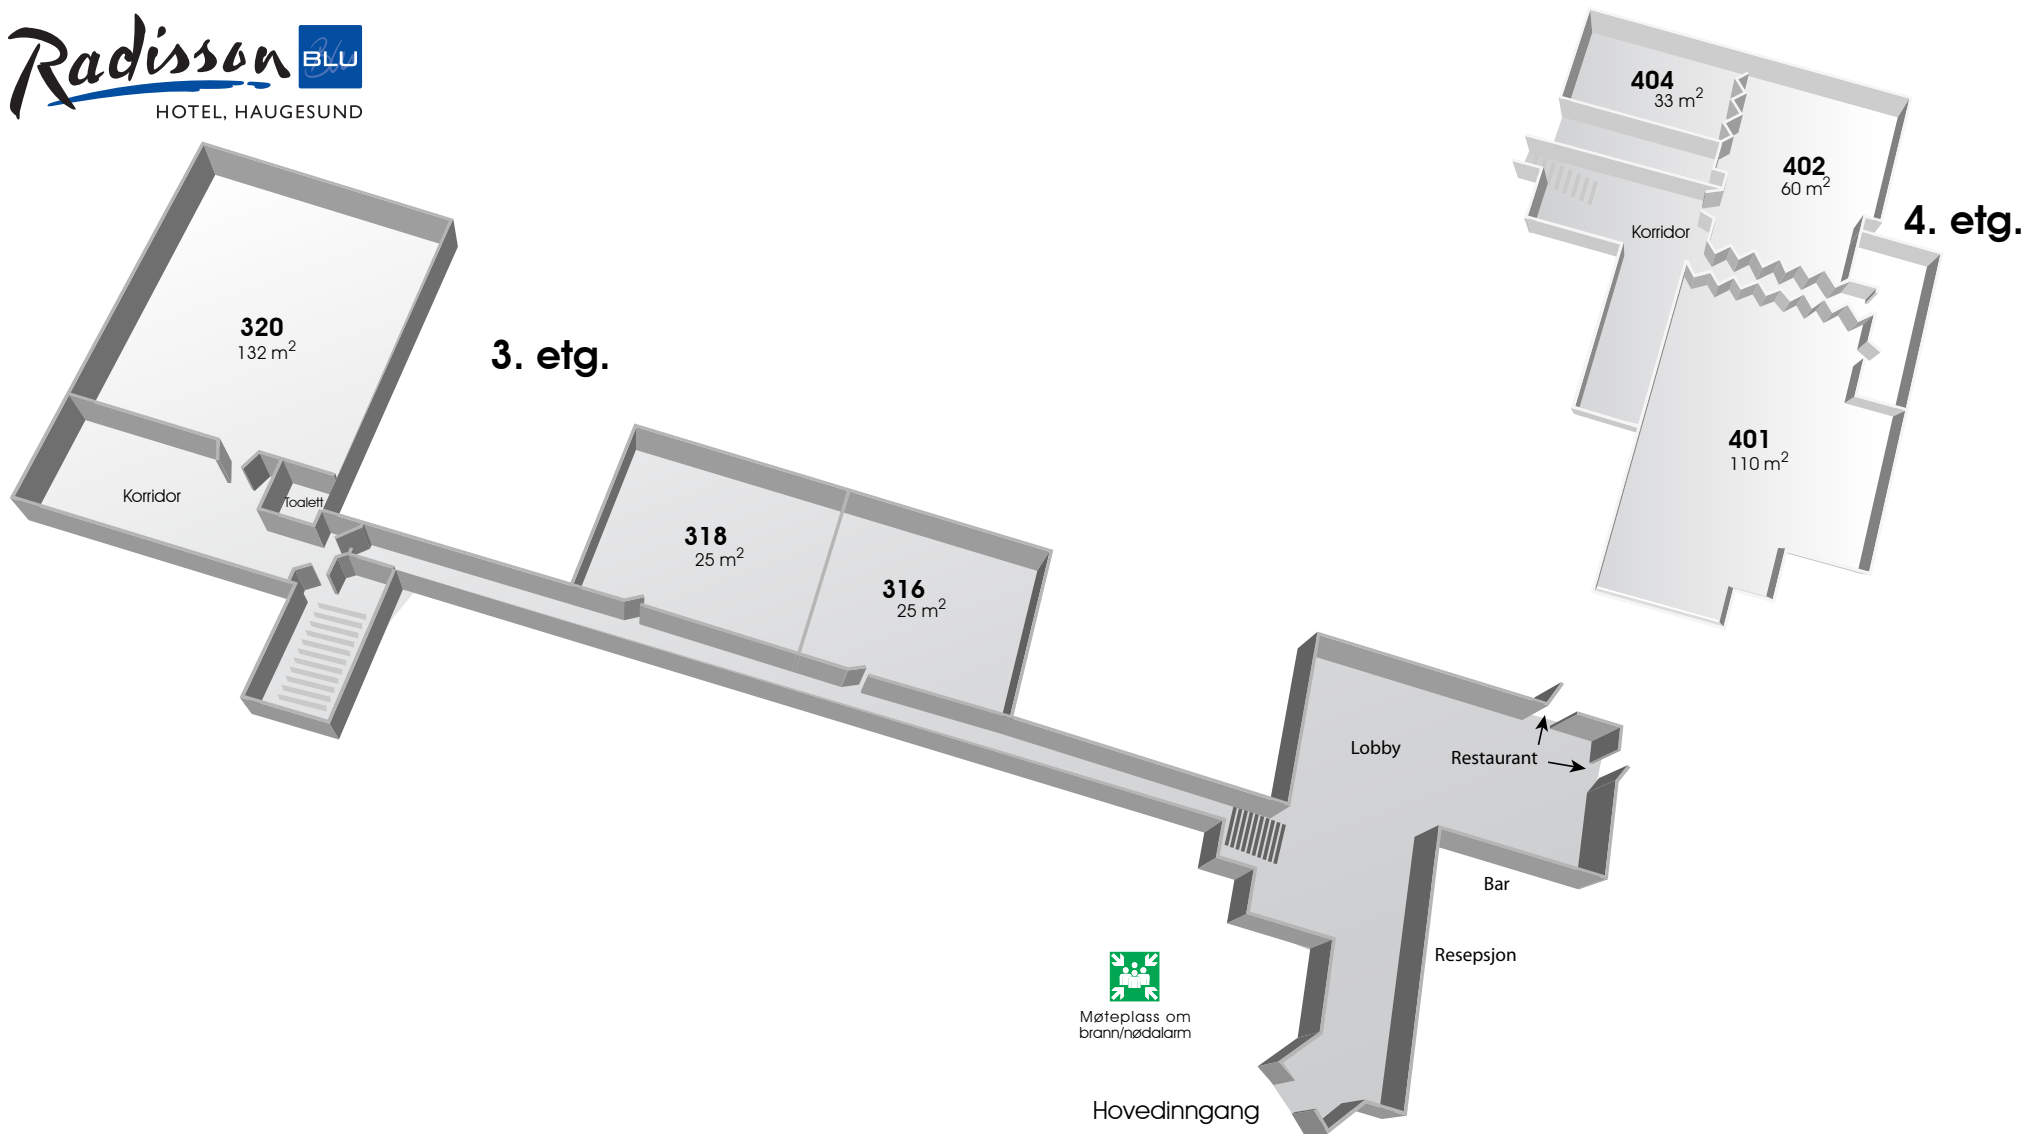 Radisson BLU
HOTEL, HAUGESUND
404
33 m²
402
60 m²
4. etg.
Korridor
401
110 m²
320
132 m²
3. etg.
Korridor
Toalett
318
25 m²
316
25 m²
Lobby
Restaurant
Bar
Resepsjon
Møteplass om
brann/nødalarm
Hovedinngang